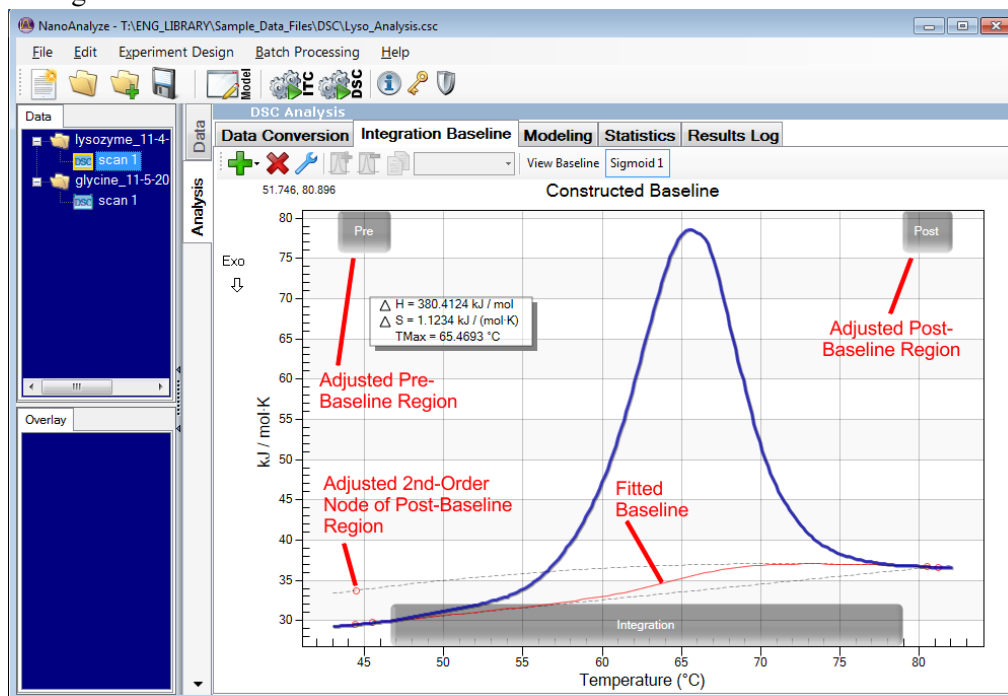 NanoAnalyze - T:\ENG_LIBRARY\Sample_Data_Files\DSC\Lyso_Analysis.csc
File Edit Experiment Design Batch Processing Help
Model ITC DSC
Data
lysozyme_11-4-
DSC scan 1
glycine_11-5-20
DSC scan 1
Overlay
Data
Analysis
DSC Analysis
Data Conversion Integration Baseline Modeling Statistics Results Log
View Baseline Sigmoid 1
51.746, 80.896
Constructed Baseline
Exo
kJ / mol·K
80
75
70
65
60
55
50
45
40
35
30
Pre
Post
△ H = 380.4124 kJ / mol
△ S = 1.1234 kJ / (mol·K)
TMax = 65.4693 °C
Adjusted Pre-
Baseline Region
Adjusted Post-
Baseline Region
Adjusted 2nd-Order
Node of Post-Baseline
Region
Fitted
Baseline
Integration
45 50 55 60 65 70 75 80
Temperature (°C)